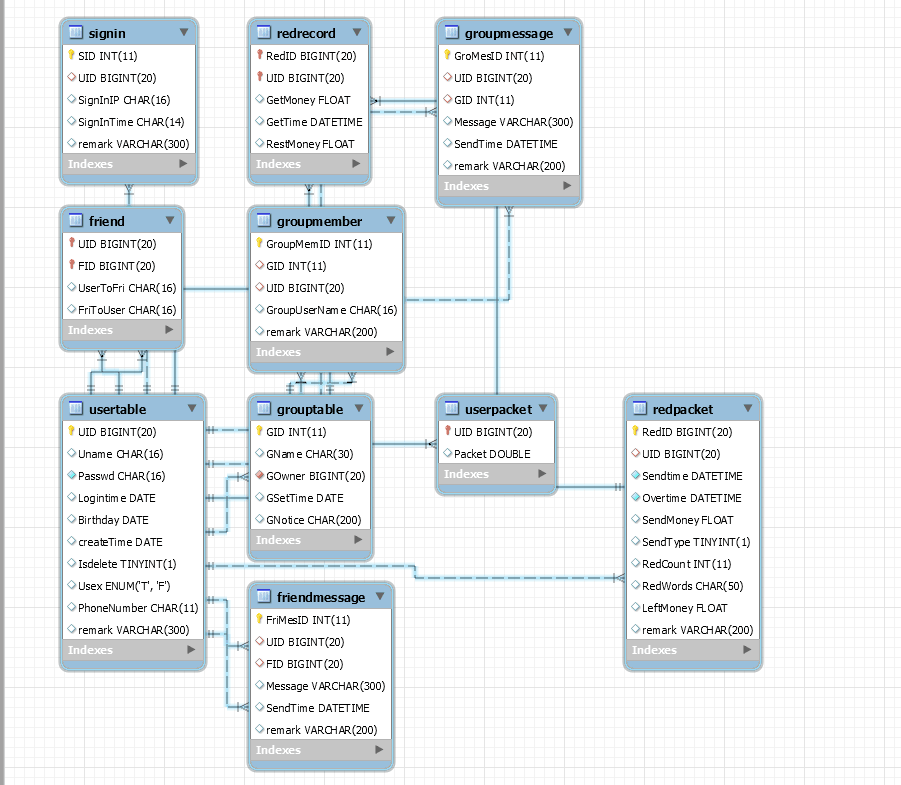 signin
SID INT(11)
UID BIGINT(20)
SignInIP CHAR(16)
SignInTime CHAR(14)
remark VARCHAR(300)
Indexes
redrecord
RedID BIGINT(20)
UID BIGINT(20)
GetMoney FLOAT
GetTime DATETIME
RestMoney FLOAT
Indexes
groupmessage
GroMesID INT(11)
UID BIGINT(20)
GID INT(11)
Message VARCHAR(300)
SendTime DATETIME
remark VARCHAR(200)
Indexes
friend
UID BIGINT(20)
FID BIGINT(20)
UserToFri CHAR(16)
FriToUser CHAR(16)
Indexes
groupmember
GroupMemID INT(11)
GID INT(11)
UID BIGINT(20)
GroupUserName CHAR(16)
remark VARCHAR(200)
Indexes
usertable
UID BIGINT(20)
Uname CHAR(16)
Passwd CHAR(16)
Logintime DATE
Birthday DATE
createTime DATE
Isdelete TINYINT(1)
Usex ENUM('T', 'F')
PhoneNumber CHAR(11)
remark VARCHAR(300)
Indexes
grouptable
GID INT(11)
GName CHAR(30)
GOwner BIGINT(20)
GSetTime DATE
GNotice CHAR(200)
Indexes
userpacket
UID BIGINT(20)
Packet DOUBLE
Indexes
redpacket
RedID BIGINT(20)
UID BIGINT(20)
Sendtime DATETIME
Overtime DATETIME
SendMoney FLOAT
SendType TINYINT(1)
RedCount INT(11)
RedWords CHAR(50)
LeftMoney FLOAT
remark VARCHAR(200)
Indexes
friendmessage
FriMesID INT(11)
UID BIGINT(20)
FID BIGINT(20)
Message VARCHAR(300)
SendTime DATETIME
remark VARCHAR(200)
Indexes